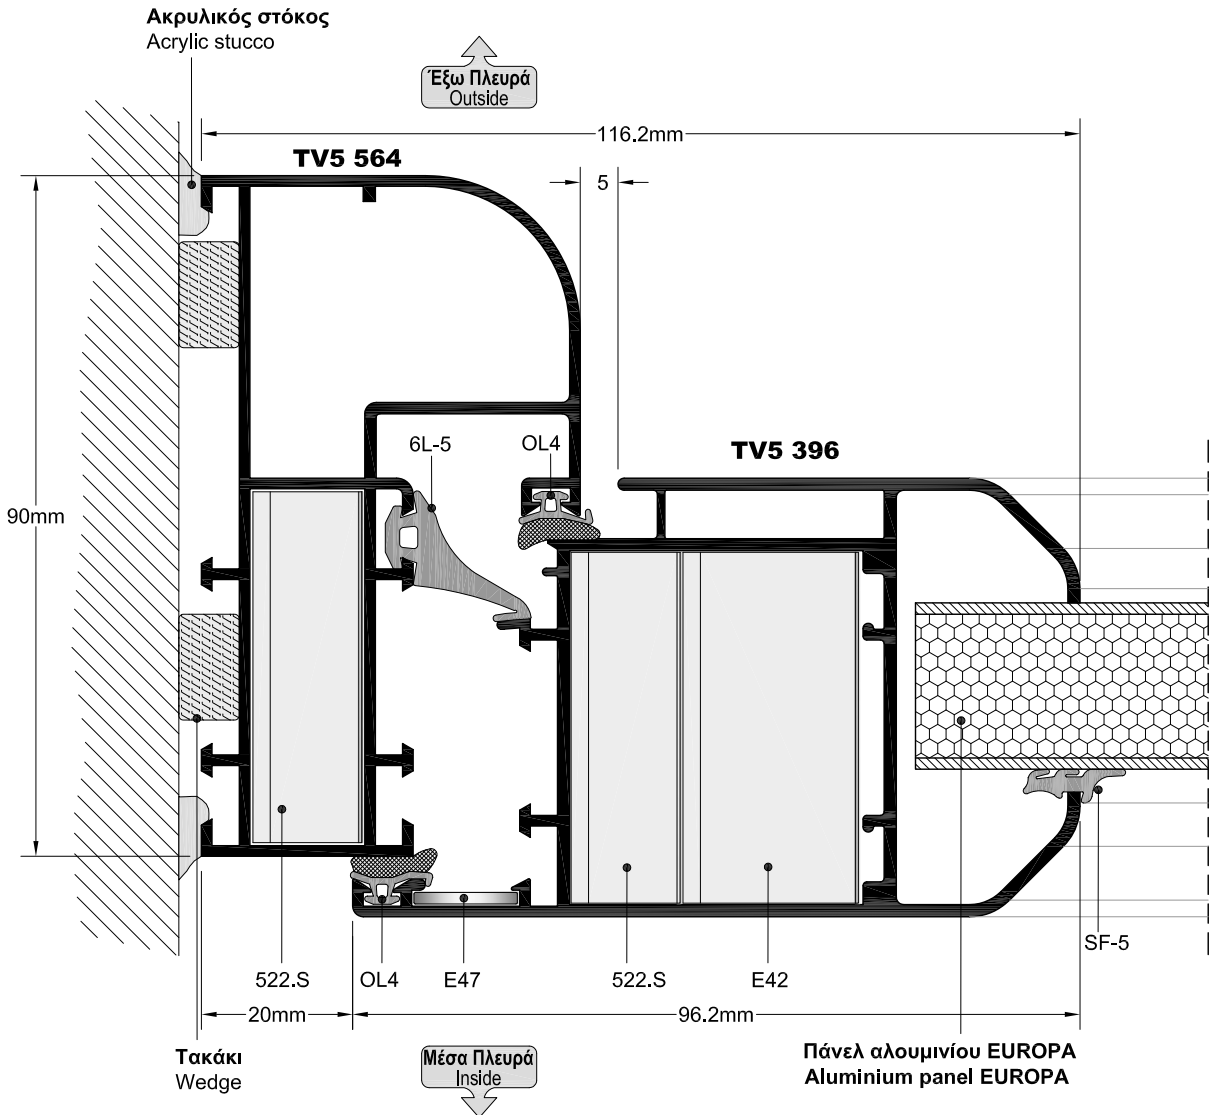 Ακρυλικός στόκος
Acrylic stucco
Έξω Πλευρά
Outside
116.2mm
TV5 564
5
6L-5
OL4
TV5 396
90mm
522.S
OL4
E47
522.S
E42
SF-5
20mm
96.2mm
Τακάκι
Wedge
Μέσα Πλευρά
Inside
Πάνελ αλουμινίου EUROPA
Aluminium panel EUROPA